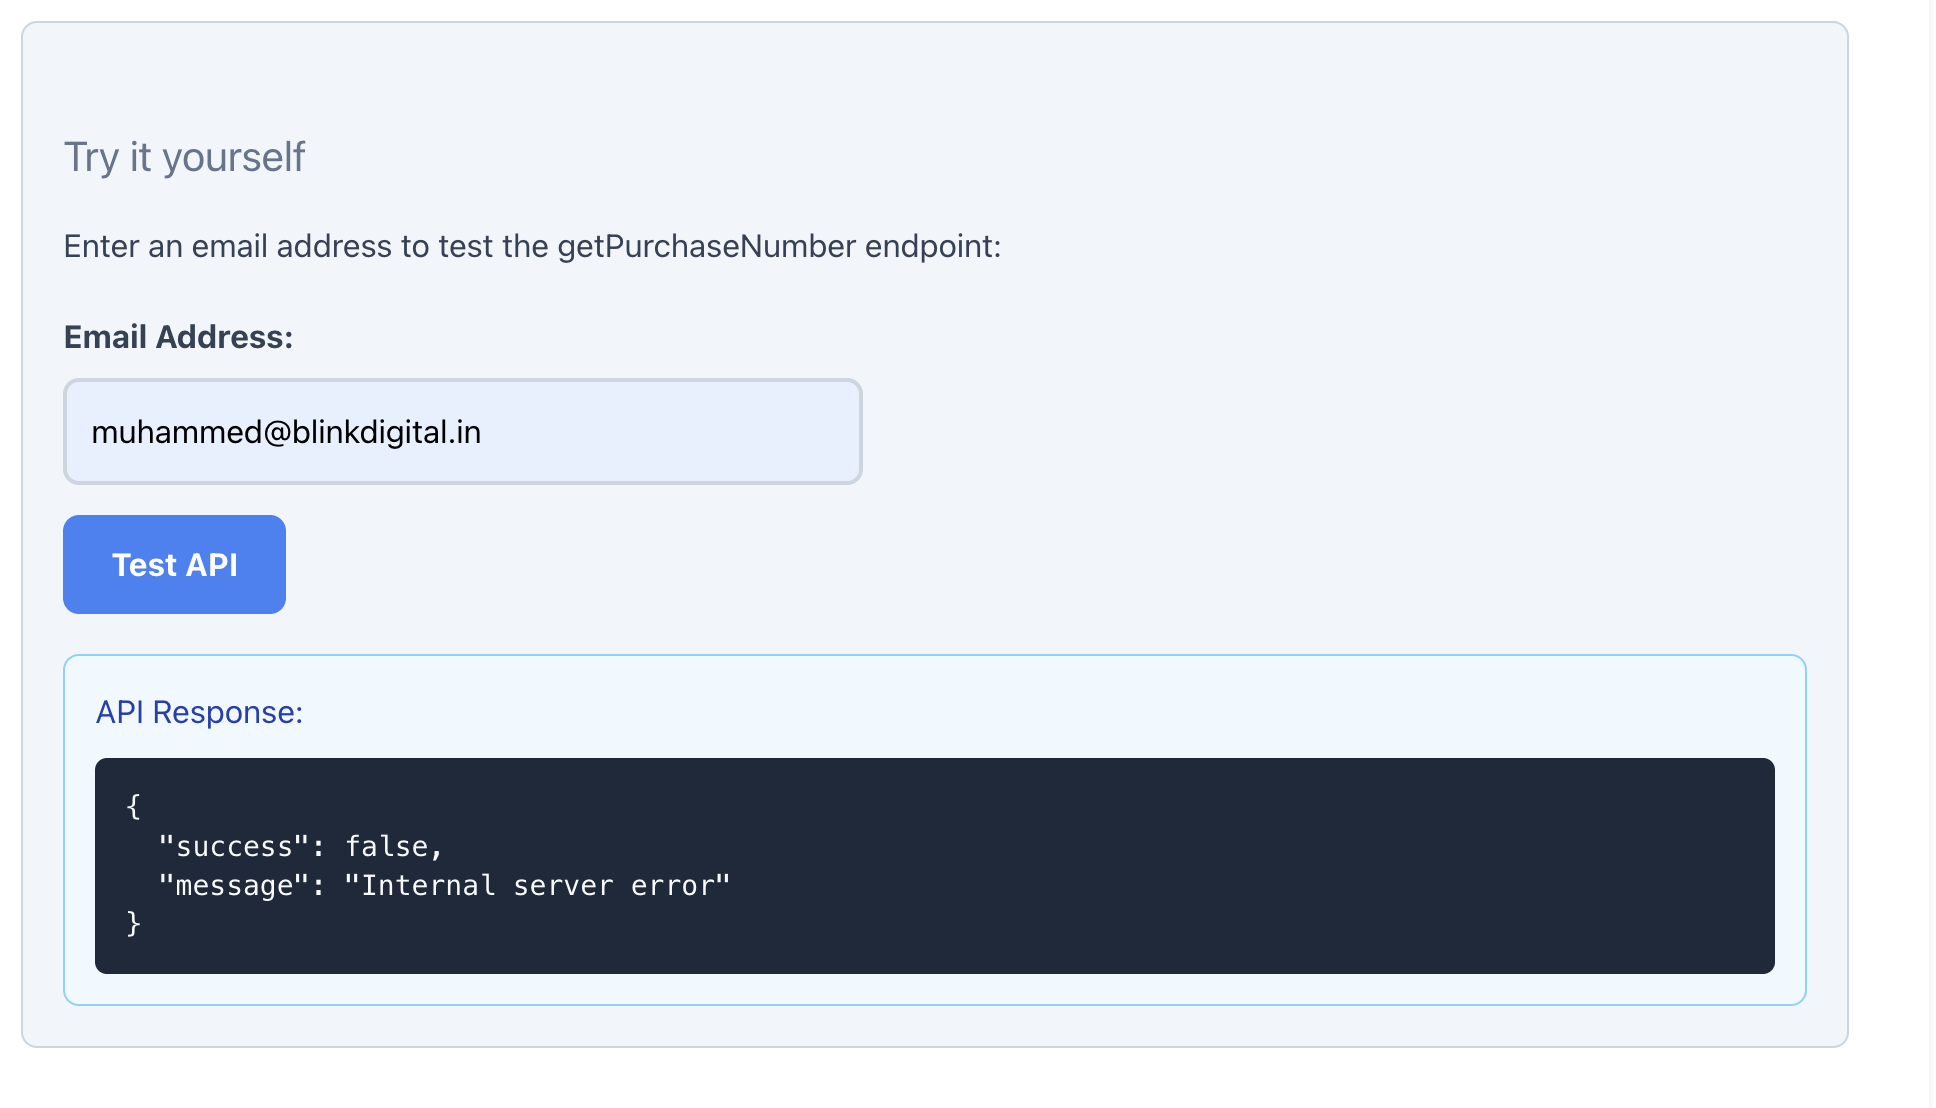 Try it yourself
Enter an email address to test the getPurchaseNumber endpoint:
Email Address:
muhammed@blinkdigital.in
Test API
API Response:
{
  "success": false,
  "message": "Internal server error"
}